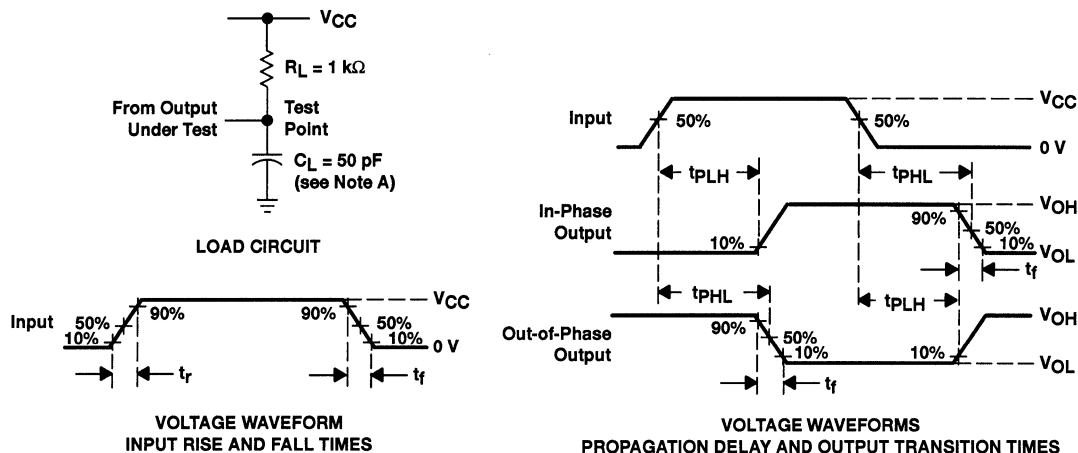 VCC
RL = 1 kΩ
From Output
Under Test
Test
Point
CL = 50 pF
(see Note A)
LOAD CIRCUIT
Input
50%
10%
90%
90%
50%
10%
VCC
0 V
tr
tf
VOLTAGE WAVEFORM
INPUT RISE AND FALL TIMES
Input
50%
50%
VCC
0 V
tPLH
tPHL
In-Phase
Output
10%
90%
50%
10%
VOH
VOL
tf
tPHL
tPLH
Out-of-Phase
Output
90%
50%
10%
10%
VOH
VOL
tf
VOLTAGE WAVEFORMS
PROPAGATION DELAY AND OUTPUT TRANSITION TIMES